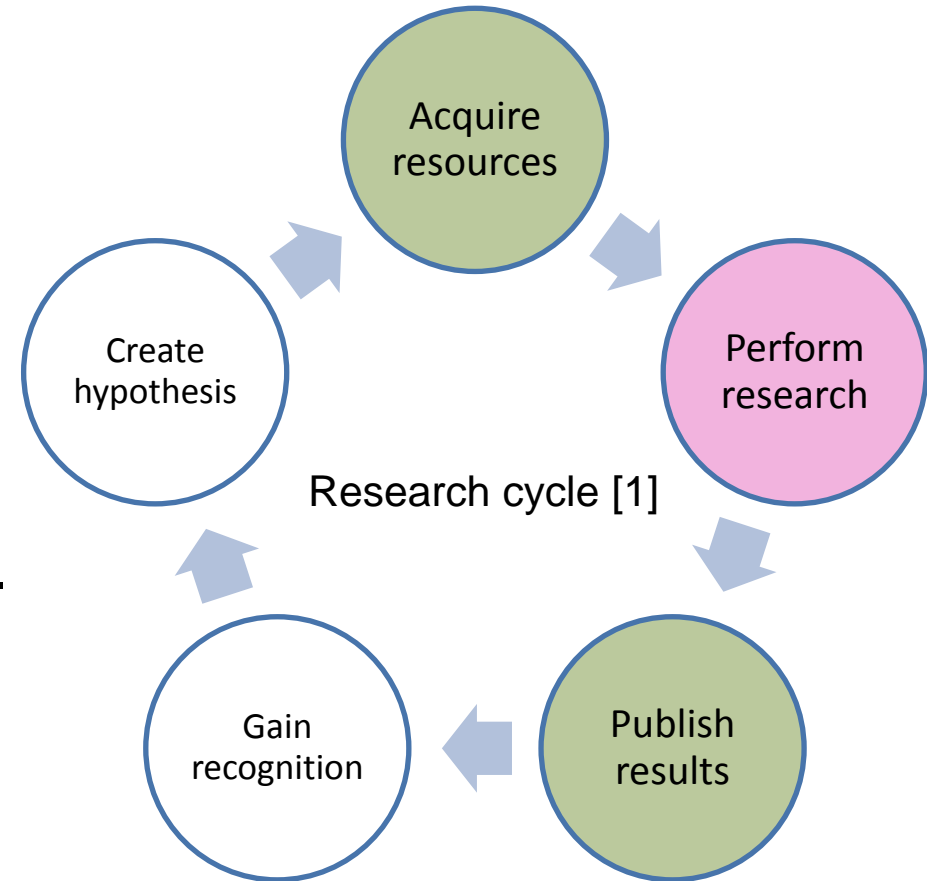 Acquire
resources
Perform
research
Publish
results
Gain
recognition
Create
hypothesis
Research cycle [1]